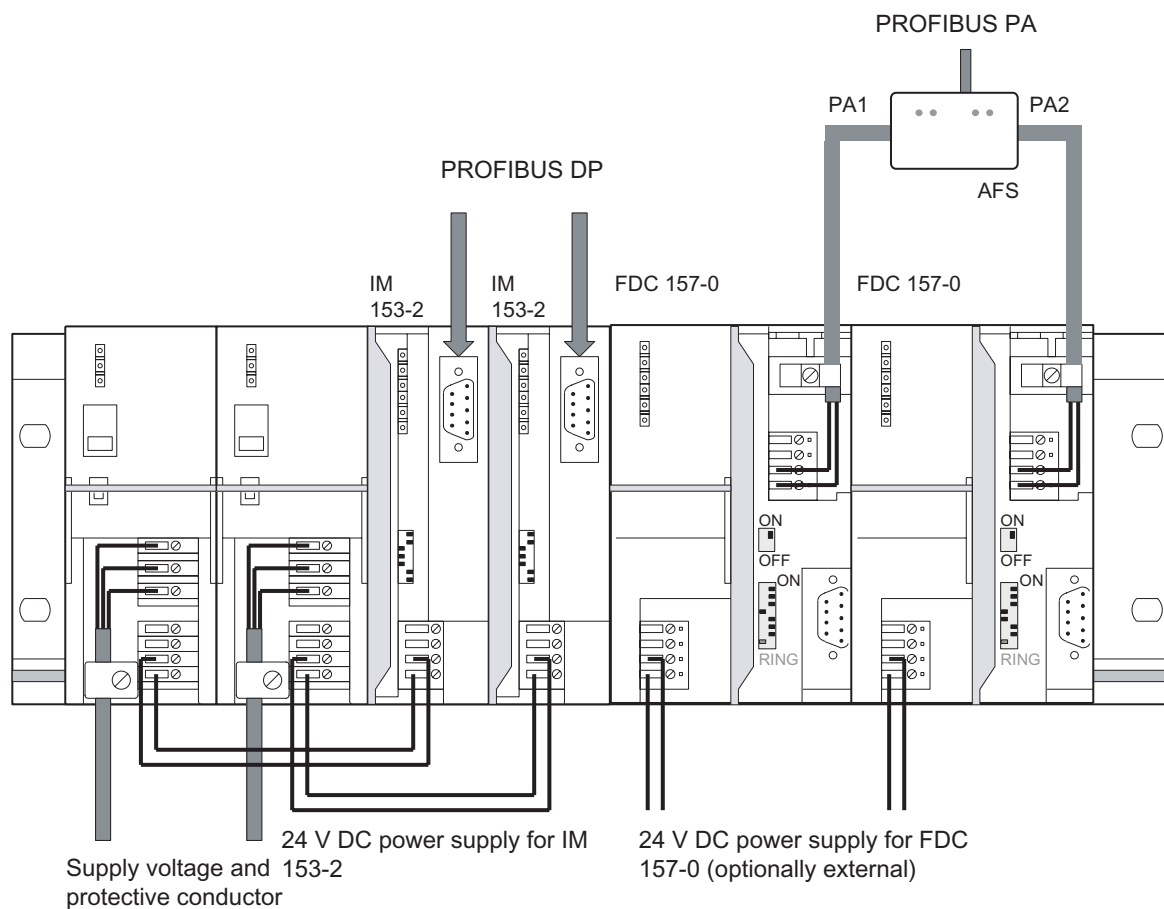 PROFIBUS PA
PA1
PA2
AFS
PROFIBUS DP
IM
153-2
IM
153-2
FDC 157-0
FDC 157-0
ON
OFF
ON
RING
ON
OFF
ON
RING
24 V DC power supply for IM
153-2
24 V DC power supply for FDC
157-0 (optionally external)
Supply voltage and
protective conductor